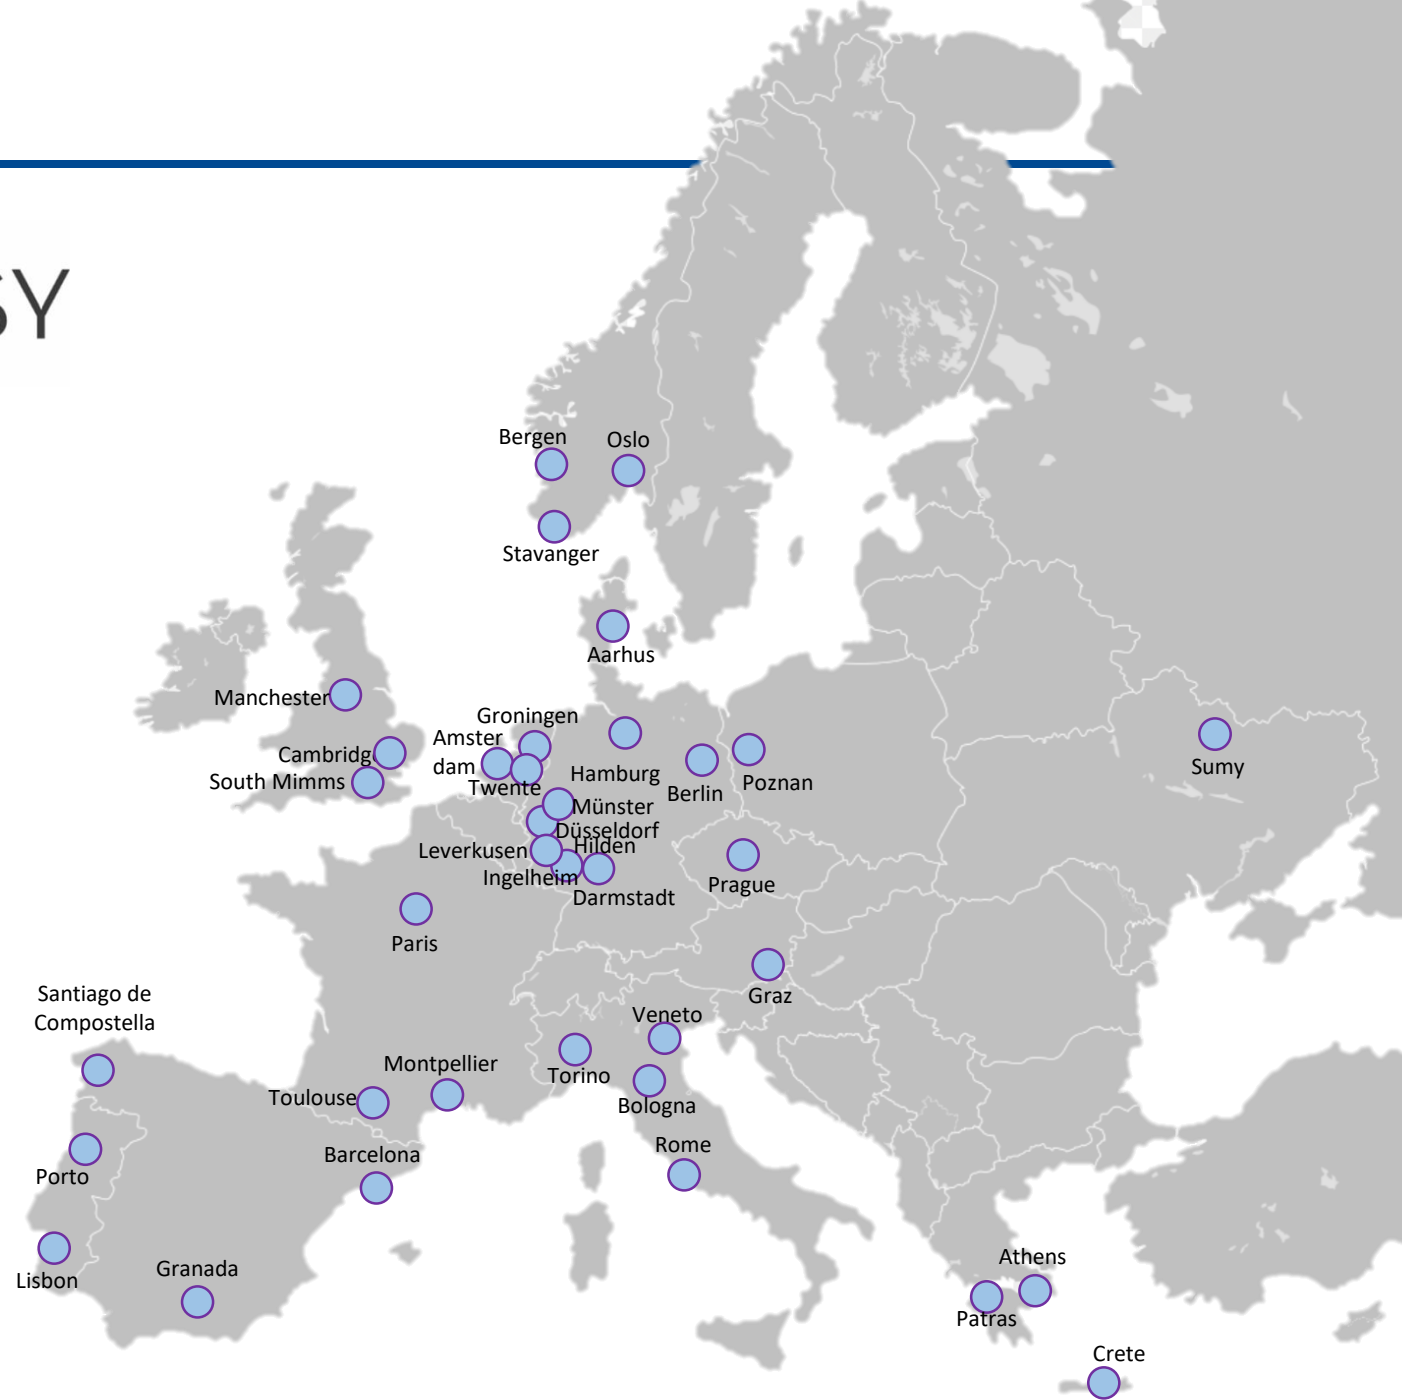 SY
Bergen
Oslo
Stavanger
Aarhus
Manchester
Groningen
Amster
dam
Cambridg
South Mimms
Twente
Hamburg
Berlin
Poznan
Sumy
Münster
Düsseldorf
Hilden
Leverkusen
Ingelheim
Darmstadt
Prague
Paris
Graz
Santiago de
Compostella
Veneto
Montpellier
Torino
Toulouse
Bologna
Barcelona
Rome
Porto
Lisbon
Granada
Athens
Patras
Crete